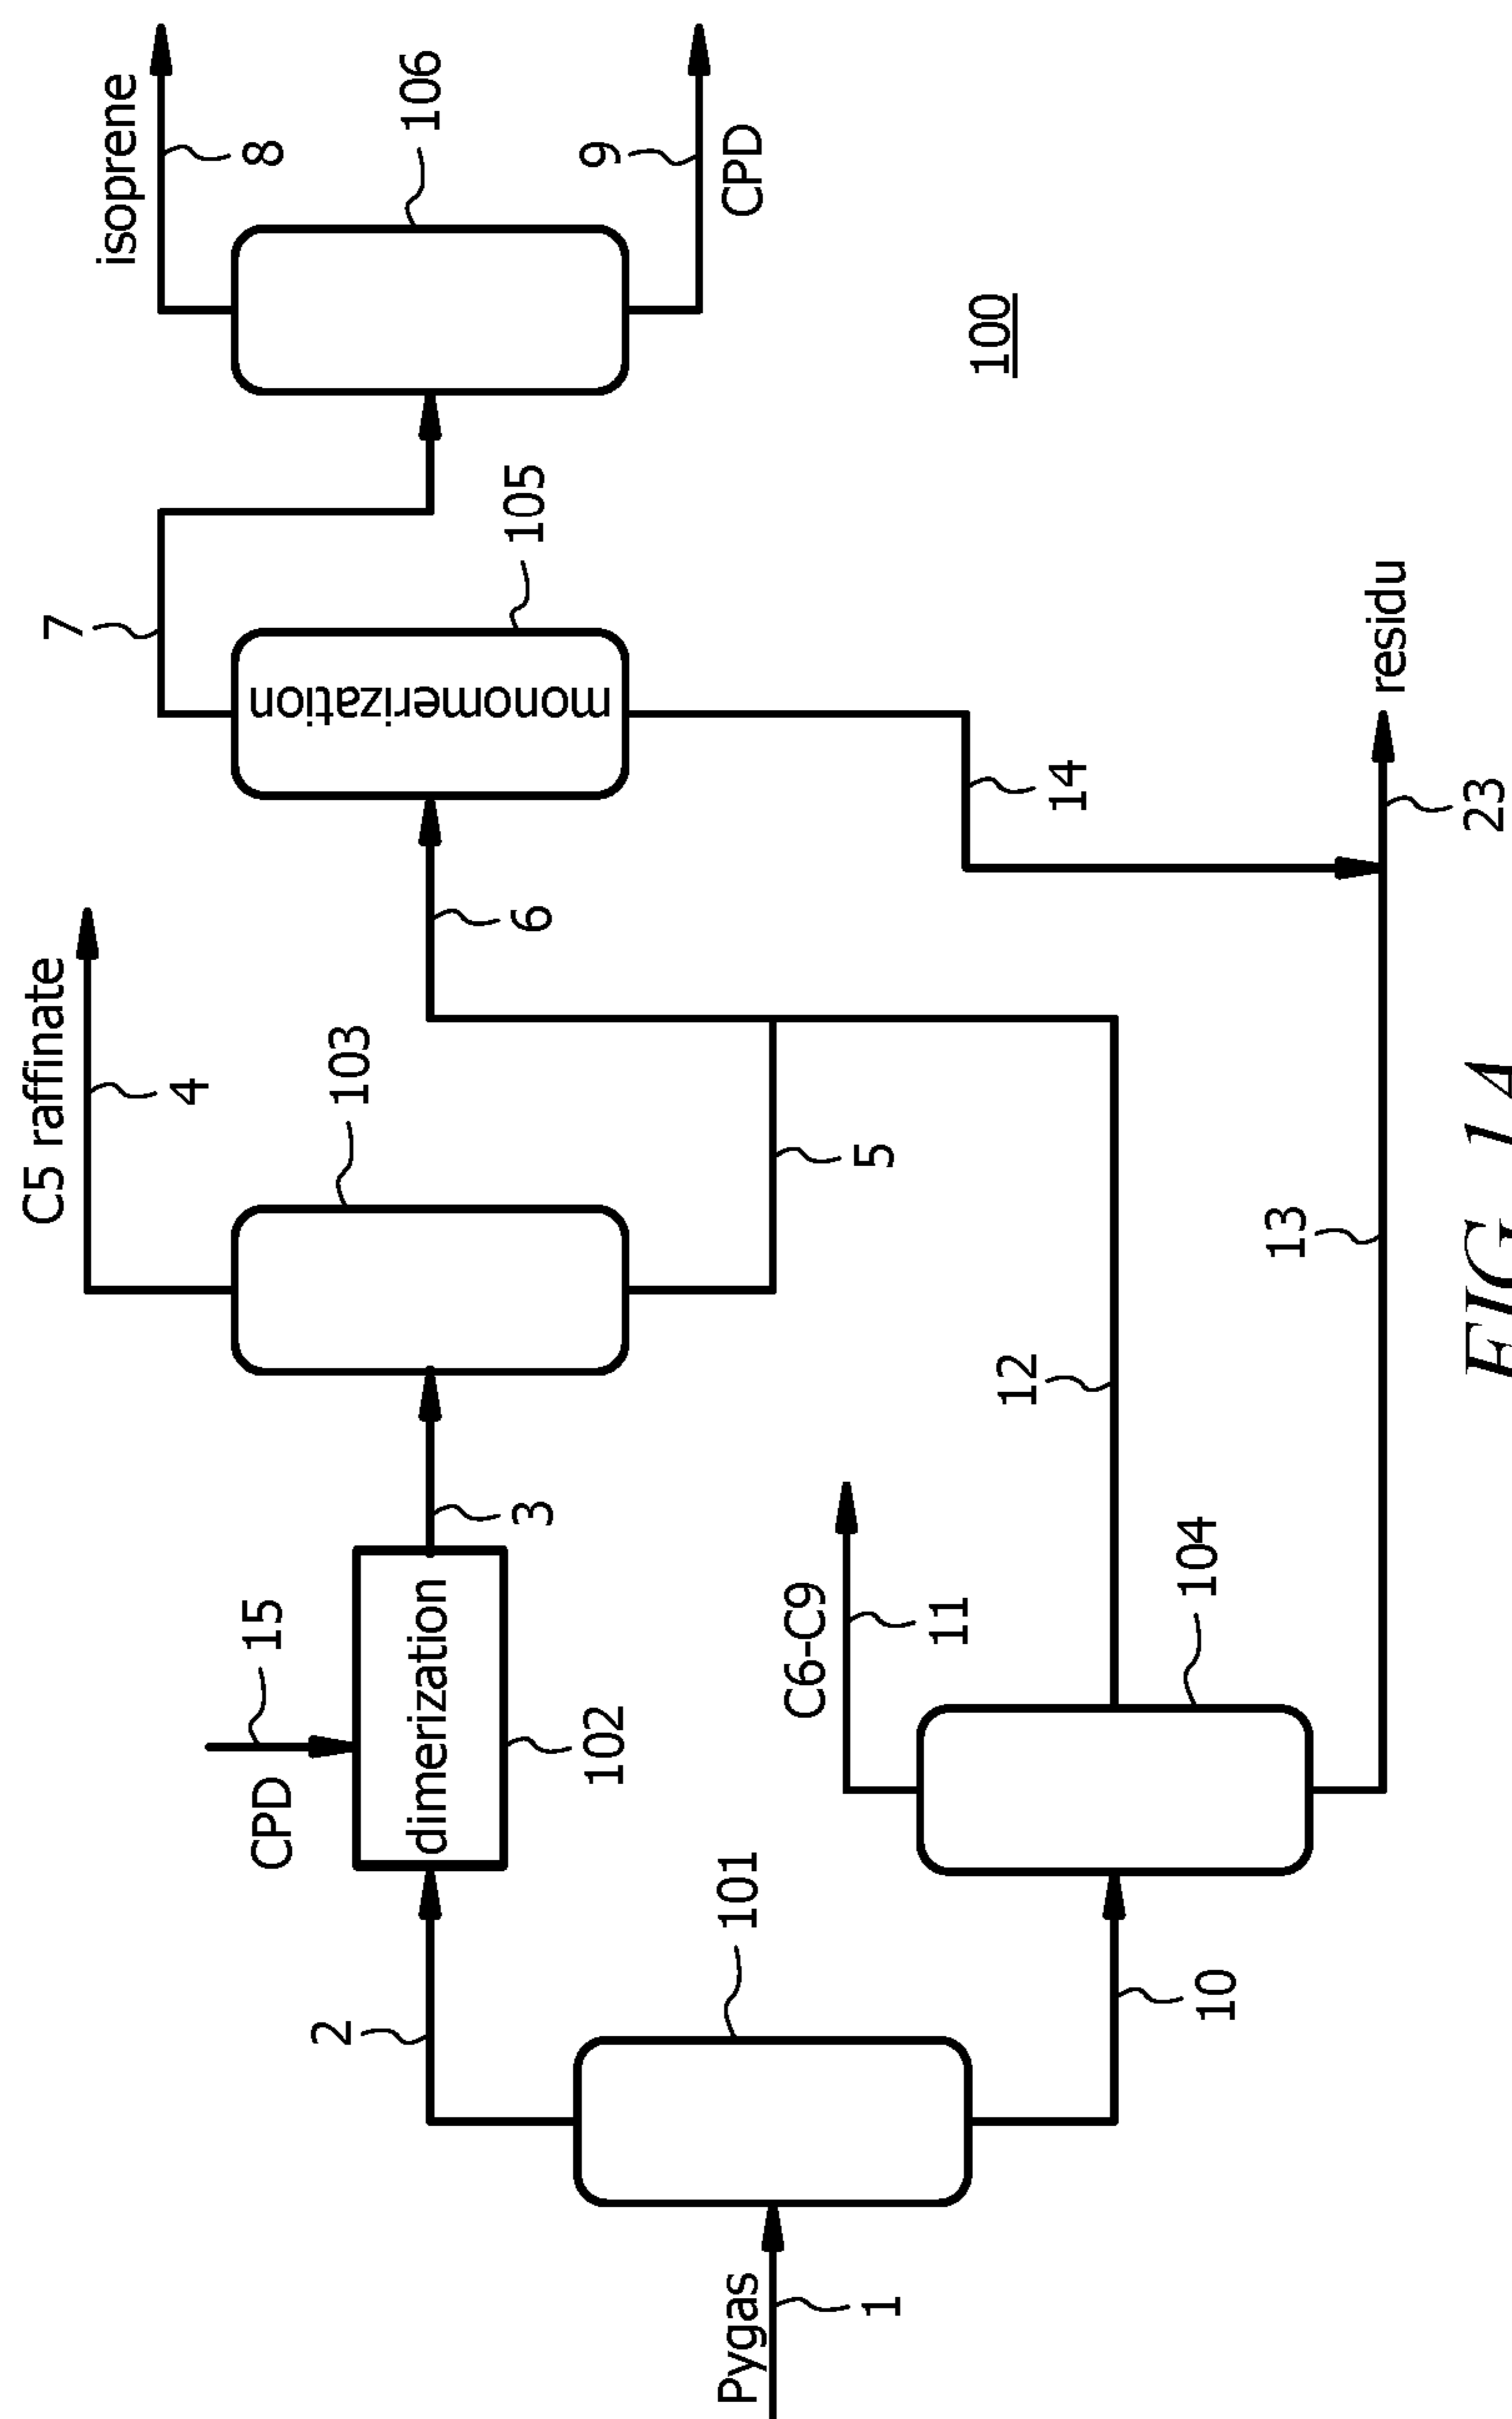 C5 raffinate
4
7
isoprene
8
CPD
15
103
106
2
dimerization
102
3
6
monomerization
105
9
CPD
Pygas
1
101
C6-C9
11
5
12
14
100
10
104
13
residu
23
FIG. 1A